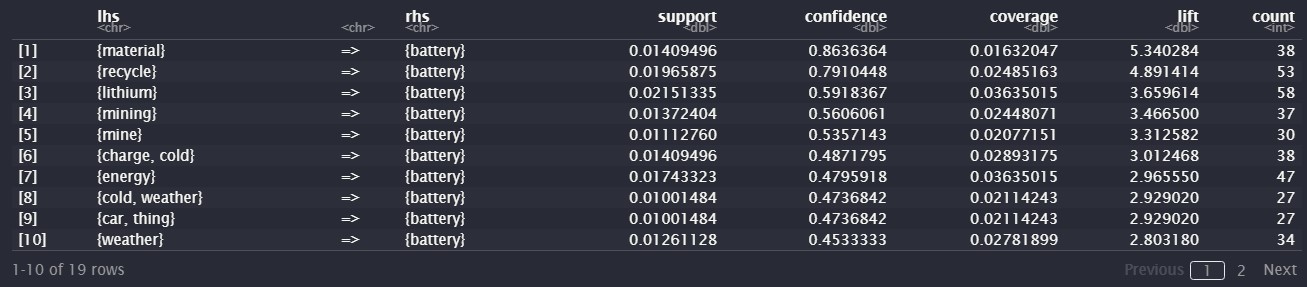 lhs rhs support confidence coverage lift count
<chr> <chr> <chr> <dbl> <dbl> <dbl> <dbl> <int>
[1] {material} => {battery} 0.01409496 0.8636364 0.01632047 5.340284 38
[2] {recycle} => {battery} 0.01965875 0.7910448 0.02485163 4.891414 53
[3] {lithium} => {battery} 0.02151335 0.5918367 0.03635015 3.659614 58
[4] {mining} => {battery} 0.01372404 0.5606061 0.02448071 3.466500 37
[5] {mine} => {battery} 0.01112760 0.5357143 0.02077151 3.312582 30
[6] {charge, cold} => {battery} 0.01409496 0.4871795 0.02893175 3.012468 38
[7] {energy} => {battery} 0.01743323 0.4795918 0.03635015 2.965550 47
[8] {cold, weather} => {battery} 0.01001484 0.4736842 0.02114243 2.929020 27
[9] {car, thing} => {battery} 0.01001484 0.4736842 0.02114243 2.929020 27
[10] {weather} => {battery} 0.01261128 0.4533333 0.02781899 2.803180 34
1-10 of 19 rows Previous 1 2 Next